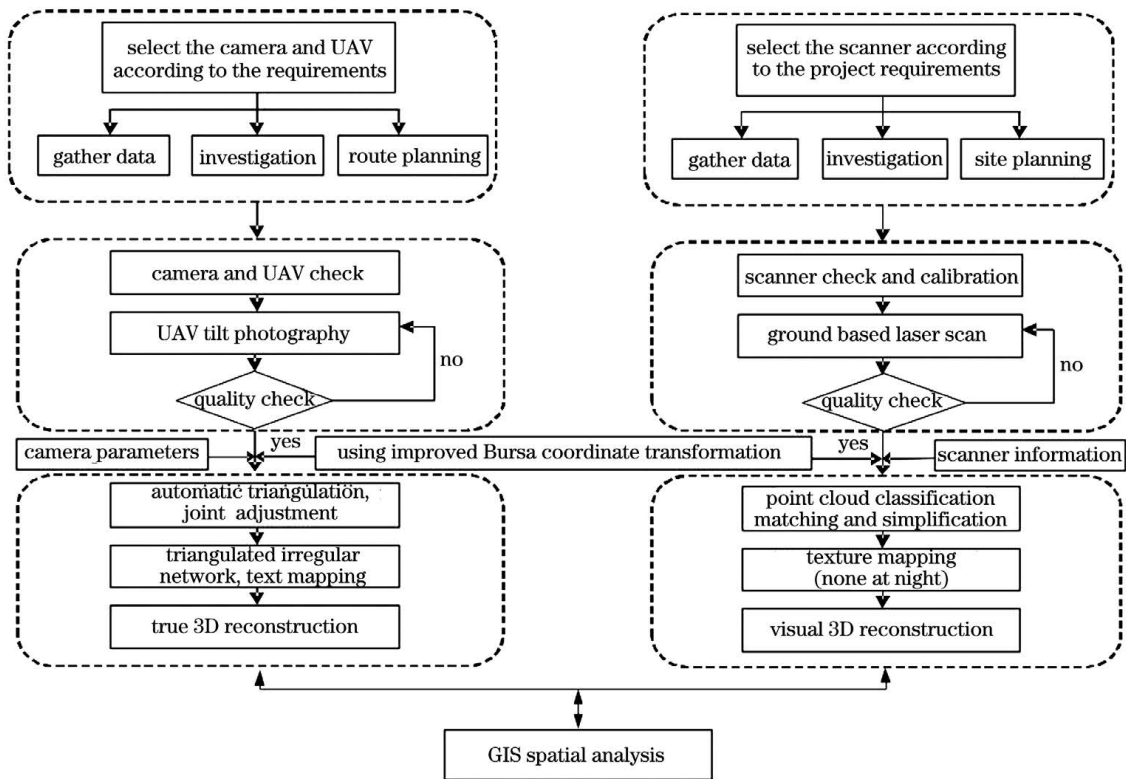 select the camera and UAV
according to the requirements
gather data
investigation
route planning
select the scanner according
to the project requirements
gather data
investigation
site planning
camera and UAV check
UAV tilt photography
no
quality check
yes
scanner check and calibration
ground based laser scan
no
quality check
yes
camera parameters
using improved Bursa coordinate transformation
scanner information
automatic triangulation,
joint adjustment
triangulated irregular
network, text mapping
true 3D reconstruction
point cloud classification
matching and simplification
texture mapping
(none at night)
visual 3D reconstruction
GIS spatial analysis